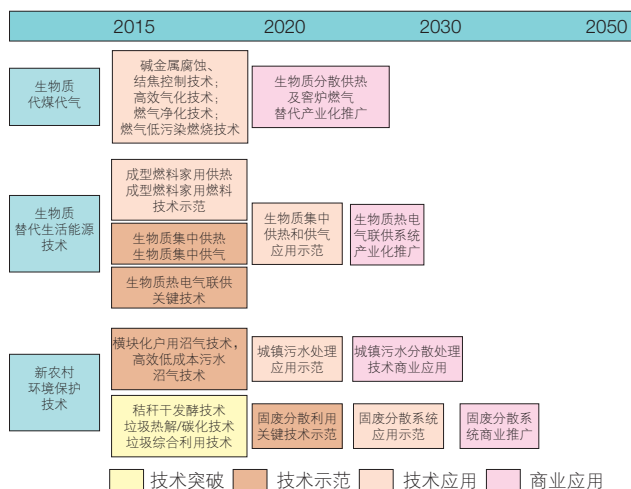 2015 2020 2030 2050
生物质
代煤代气
碱金属腐蚀、
结焦控制技术；
高效气化技术；
燃气净化技术；
燃气低污染燃烧技术
生物质分散供热
及窑炉燃气
替代产业化推广
生物质
替代生活能源
技术
成型燃料家用供热
成型燃料家用燃料
技术示范
生物质集中供热
生物质集中供气
生物质热电气联供
关键技术
生物质集中
供热和供气
应用示范
生物质热电
气联供系统
产业化推广
新农村
环境保护
技术
横块化户用沼气技术，
高效低成本污水
沼气技术
城镇污水处理
应用示范
城镇污水分散处理
技术商业应用
秸秆干发酵技术
垃圾热解/碳化技术
垃圾综合利用技术
固废分散利用
关键技术示范
固废分散系统
应用示范
固废分散系
统商业推广
技术突破 技术示范 技术应用 商业应用